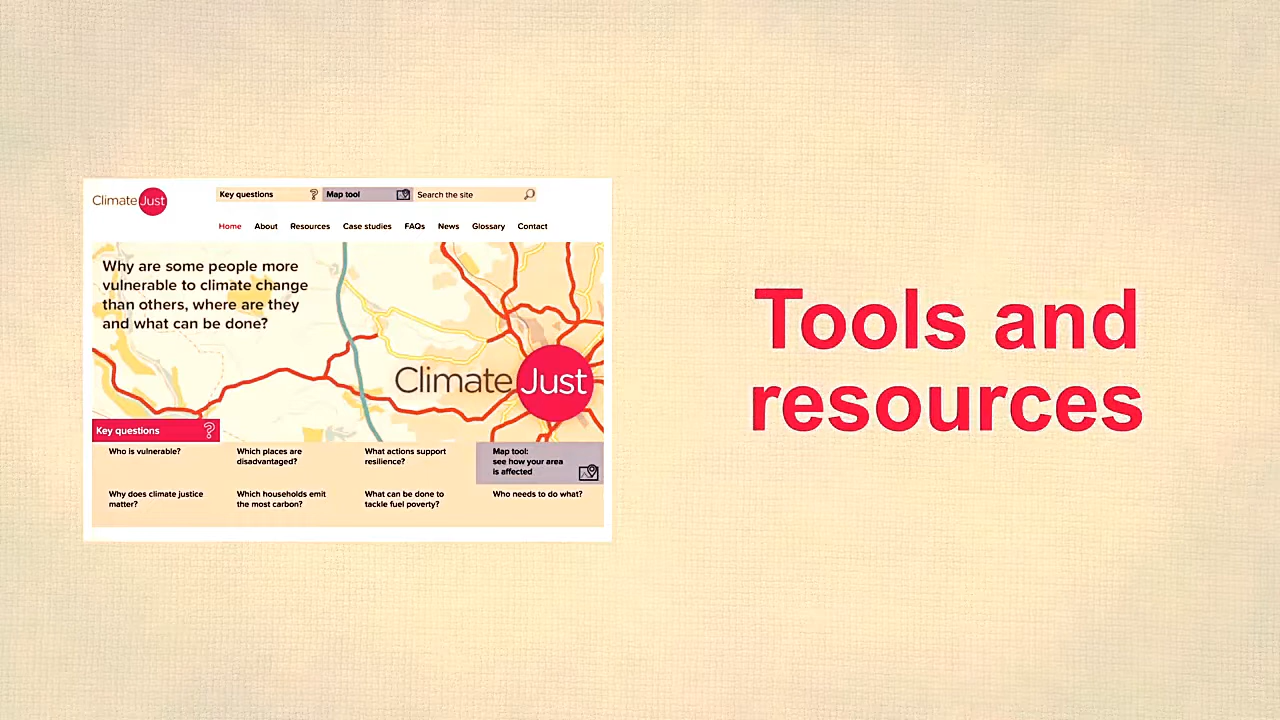 ClimateJust
Key questions
Map tool
Search the site
Home About Resources Case studies FAQs News Glossary Contact
Why are some people more
vulnerable to climate change
than others, where are they
and what can be done?
Climate Just
Key questions
Who is vulnerable?
Which places are
disadvantaged?
What actions support
resilience?
Map tool:
see how your area
is affected
Why does climate justice
matter?
Which households emit
the most carbon?
What can be done to
tackle fuel poverty?
Who needs to do what?
Tools and
resources